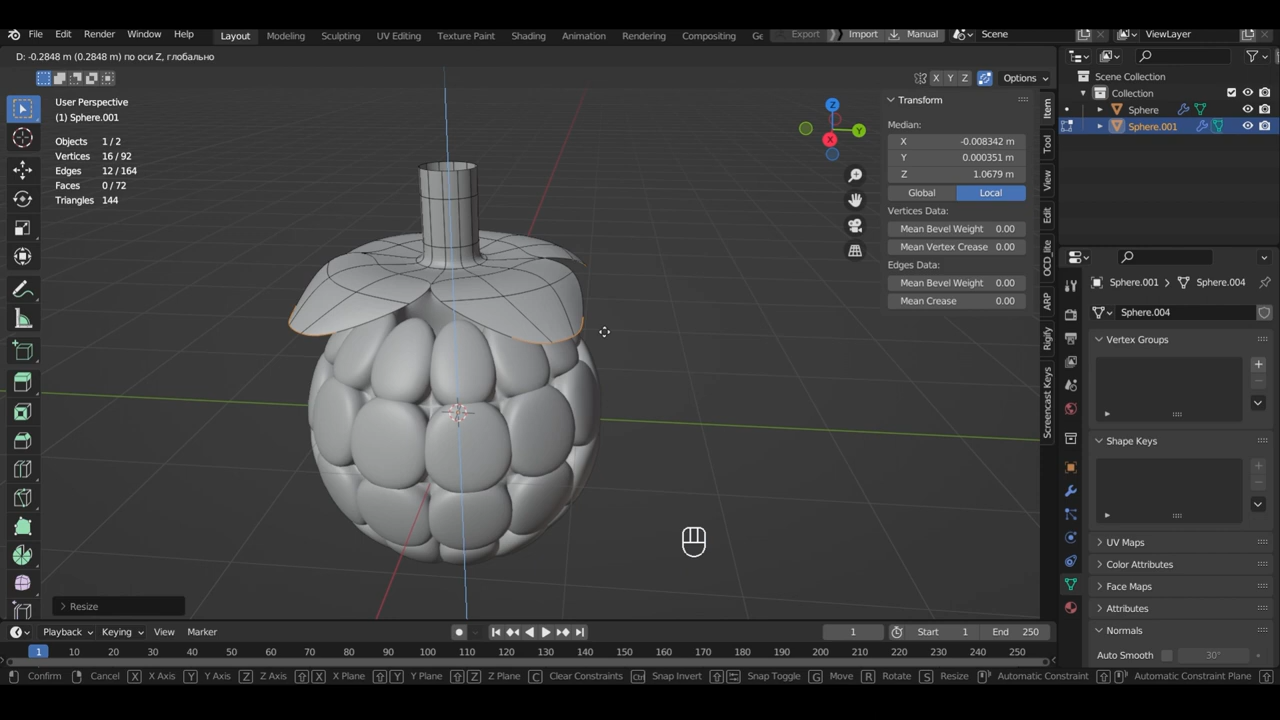 File Edit Render Window Help Layout Modeling Sculpting UV Editing Texture Paint Shading Animation Rendering Compositing Ge Export Import Manual Scene ViewLayer
D: -0.2848 m (0.2848 m) по оси Z, глобально
X Y Z Options
User Perspective
(1) Sphere.001
Objects 1 / 2
Vertices 16 / 92
Edges 12 / 164
Faces 0 / 72
Triangles 144
Z
Y
X
Transform
Median:
X -0.008342 m
Y 0.000351 m
Z 1.0679 m
Global Local
Vertices Data:
Mean Bevel Weight 0.00
Mean Vertex Crease 0.00
Edges Data:
Mean Bevel Weight 0.00
Mean Crease 0.00
Item
Tool
View
Edit
OCD_lite
ARP
Rigify
Screencast Keys
Scene Collection
Collection
Sphere
Sphere.001
Sphere.001 > Sphere.004
Sphere.004
Vertex Groups
Shape Keys
UV Maps
Color Attributes
Face Maps
Attributes
Normals
Auto Smooth 30°
Resize
Playback Keying View Marker 1 Start 1 End 250
1 10 20 30 40 50 60 70 80 90 100 110 120 130 140 150 160 170 180 190 200 210 220 230 240 250
Confirm Cancel X X Axis Y Y Axis Z Z Axis X X Plane Y Y Plane Z Z Plane C Clear Constraints Ctrl Snap Invert Snap Toggle G Move R Rotate S Resize Automatic Constraint Automatic Constraint Plane